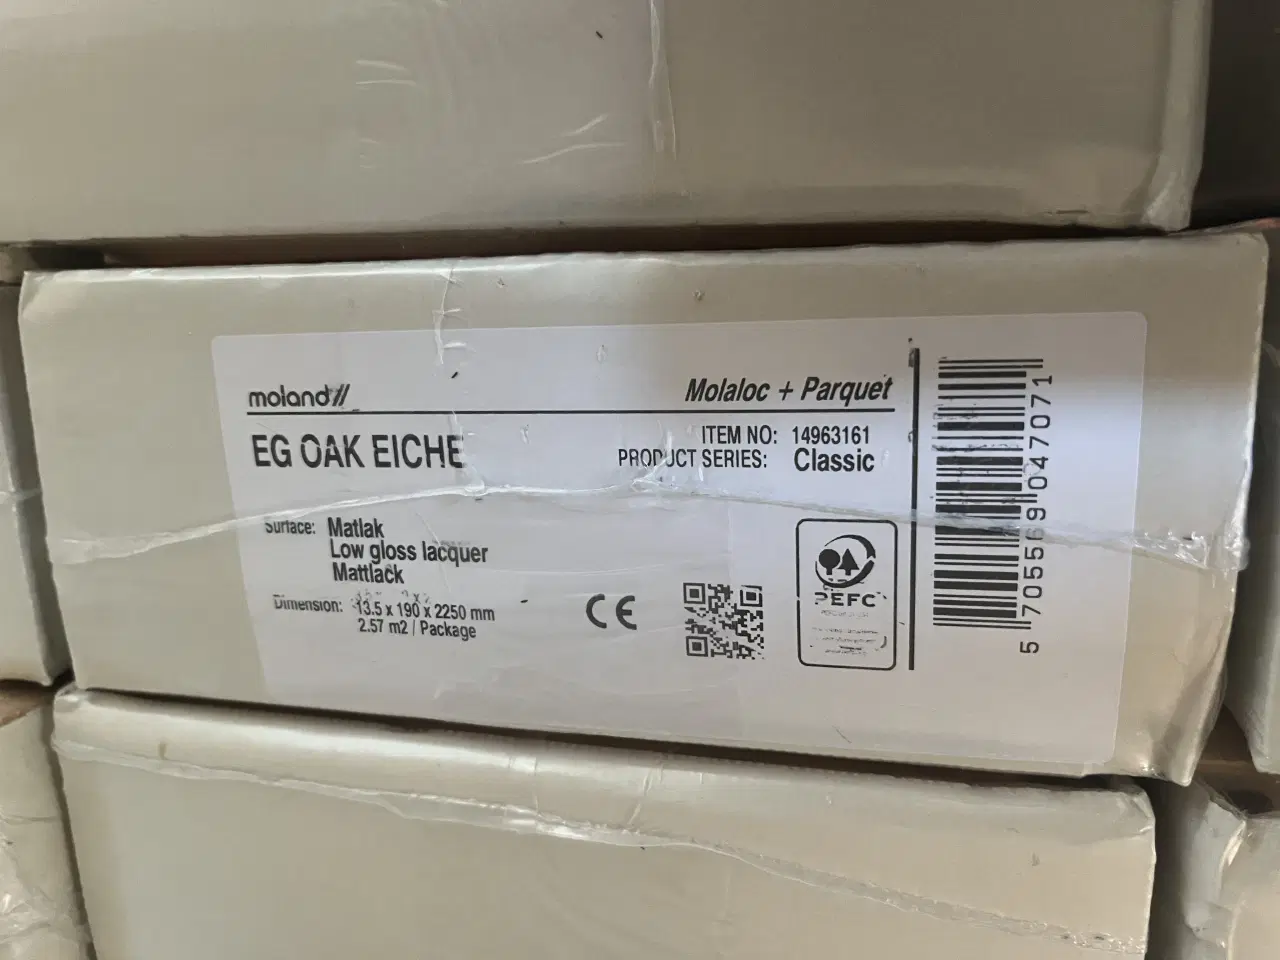 moland//
Molaloc + Parquet
EG OAK EICHE
ITEM NO: 14963161
PRODUCT SERIES: Classic
Surface: Matlak
Low gloss lacquer
Mattlack
Dimension: 13.5 x 190 x 2250 mm
2.57 m2 / Package
CE
PEFC
5 705569 047071